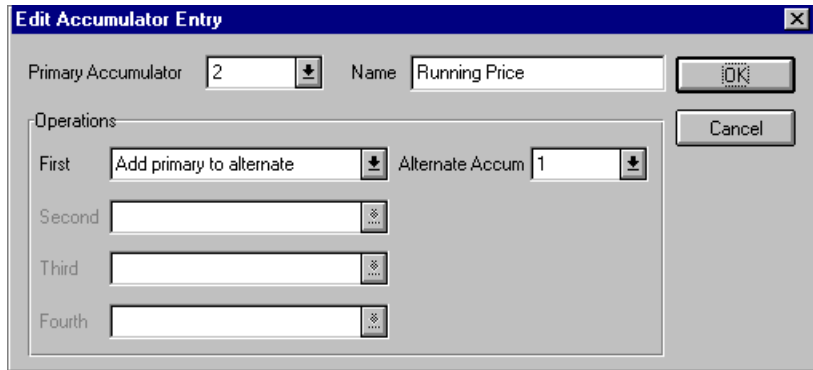 Edit Accumulator Entry
Primary Accumulator 2 Name Running Price OK
Operations Cancel
First Add primary to alternate Alternate Accum 1
Second
Third
Fourth